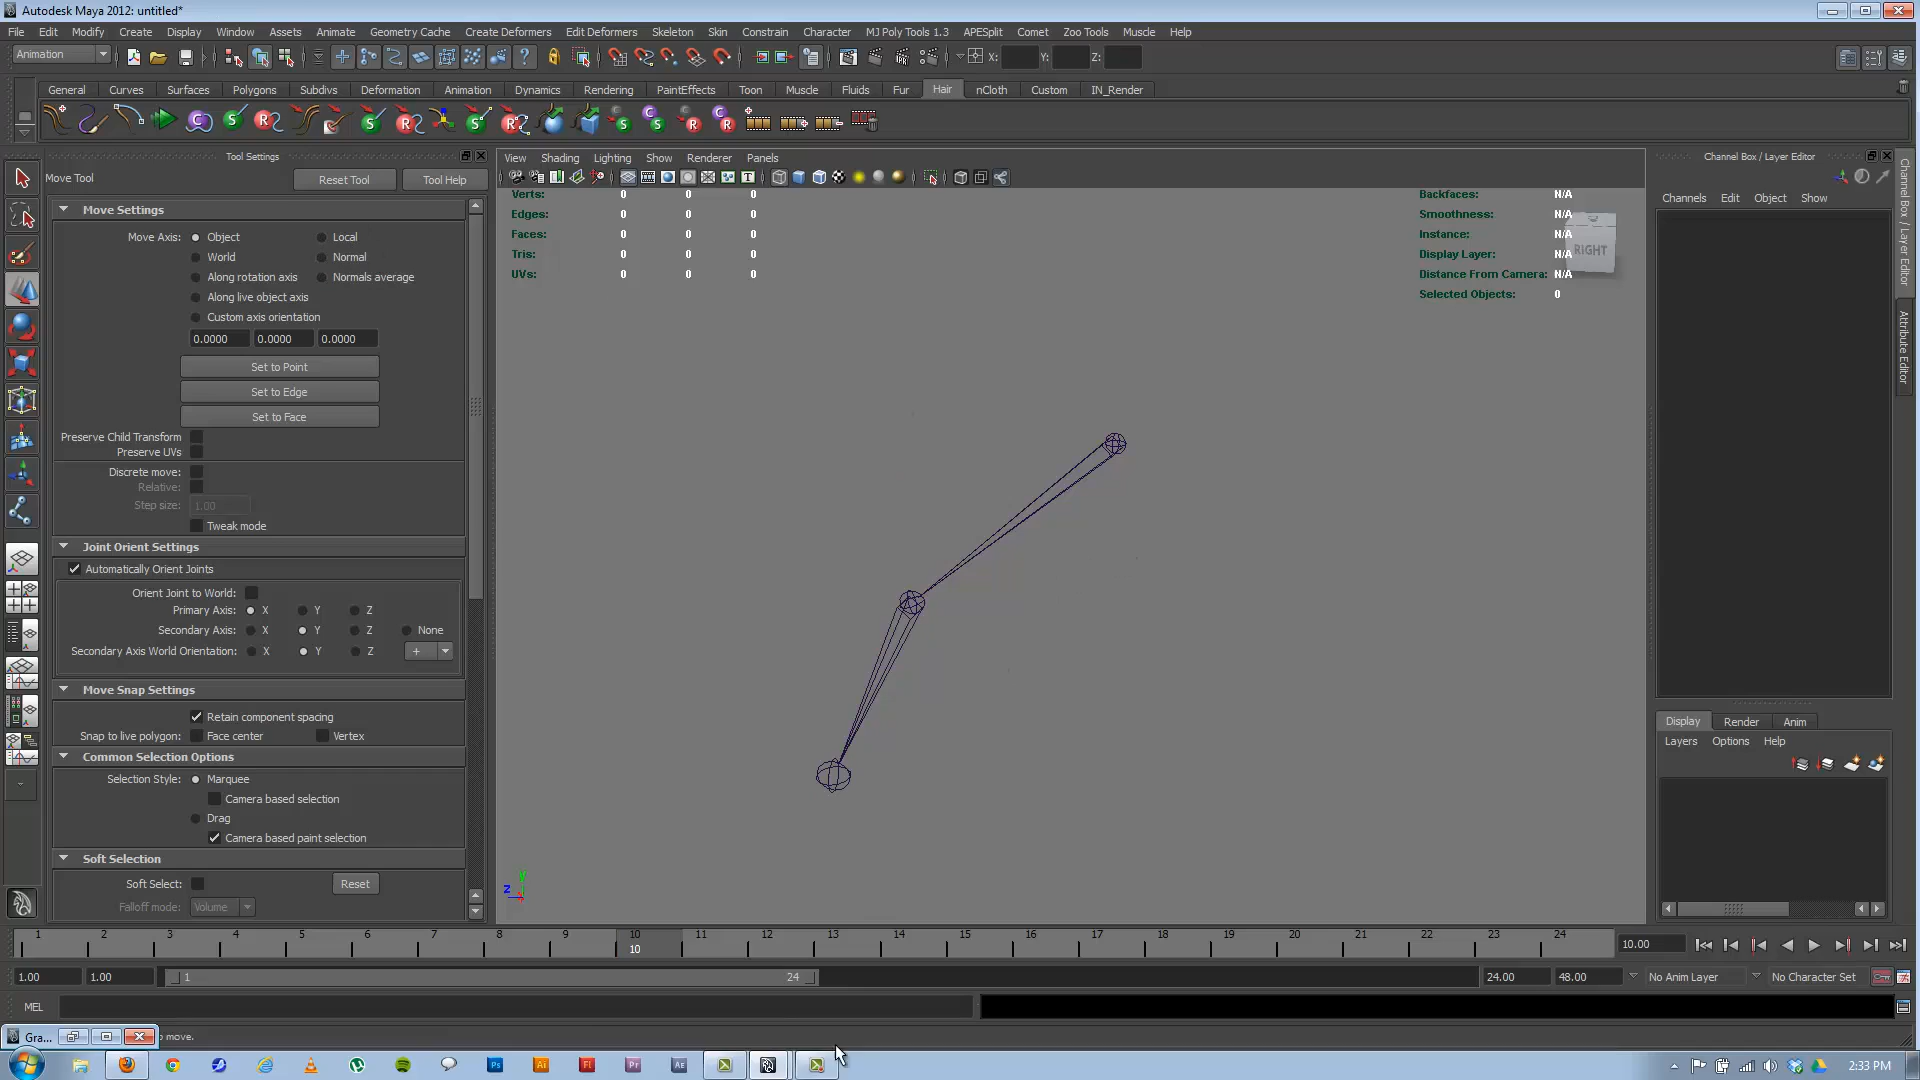 Autodesk Maya 2012: untitled*
File Edit Modify Create Display Window Assets Animate Geometry Cache Create Deformers Edit Deformers Skeleton Skin Constrain Character MJ Poly Tools 1.3 APESplit Comet Zoo Tools Muscle Help
Animation X: Y: Z:
General Curves Surfaces Polygons Subdivs Deformation Animation Dynamics Rendering PaintEffects Toon Muscle Fluids Fur Hair nCloth Custom IN_Render
Tool Settings
Move Tool Reset Tool Tool Help
Move Settings
Move Axis: Object Local
World Normal
Along rotation axis Normals average
Along live object axis
Custom axis orientation
0.0000 0.0000 0.0000
Set to Point
Set to Edge
Set to Face
Preserve Child Transform
Preserve UVs
Discrete move:
Relative:
Step size: 1.00
Tweak mode
Joint Orient Settings
Automatically Orient Joints
Orient Joint to World:
Primary Axis: X Y Z
Secondary Axis: X Y Z None
Secondary Axis World Orientation: X Y Z +
Move Snap Settings
Retain component spacing
Snap to live polygon: Face center Vertex
Common Selection Options
Selection Style: Marquee
Camera based selection
Drag
Camera based paint selection
Soft Selection
Soft Select: Reset
Falloff mode: Volume
View Shading Lighting Show Renderer Panels
Verts: 0 0 0
Edges: 0 0 0
Faces: 0 0 0
Tris: 0 0 0
UVs: 0 0 0
Backfaces: N/A
Smoothness: N/A
Instance: N/A
Display Layer: N/A
Distance From Camera: N/A
Selected Objects: 0
RIGHT
y
z
Channel Box / Layer Editor
Channels Edit Object Show
Channel Box / Layer Editor
Attribute Editor
Display Render Anim
Layers Options Help
1 2 3 4 5 6 7 8 9 10 11 12 13 14 15 16 17 18 19 20 21 22 23 24
10
10.00
1.00 1.00 1 24 24.00 48.00 No Anim Layer No Character Set
MEL
Gra... move.
Ps Ai Fl Pr Ae
2:33 PM